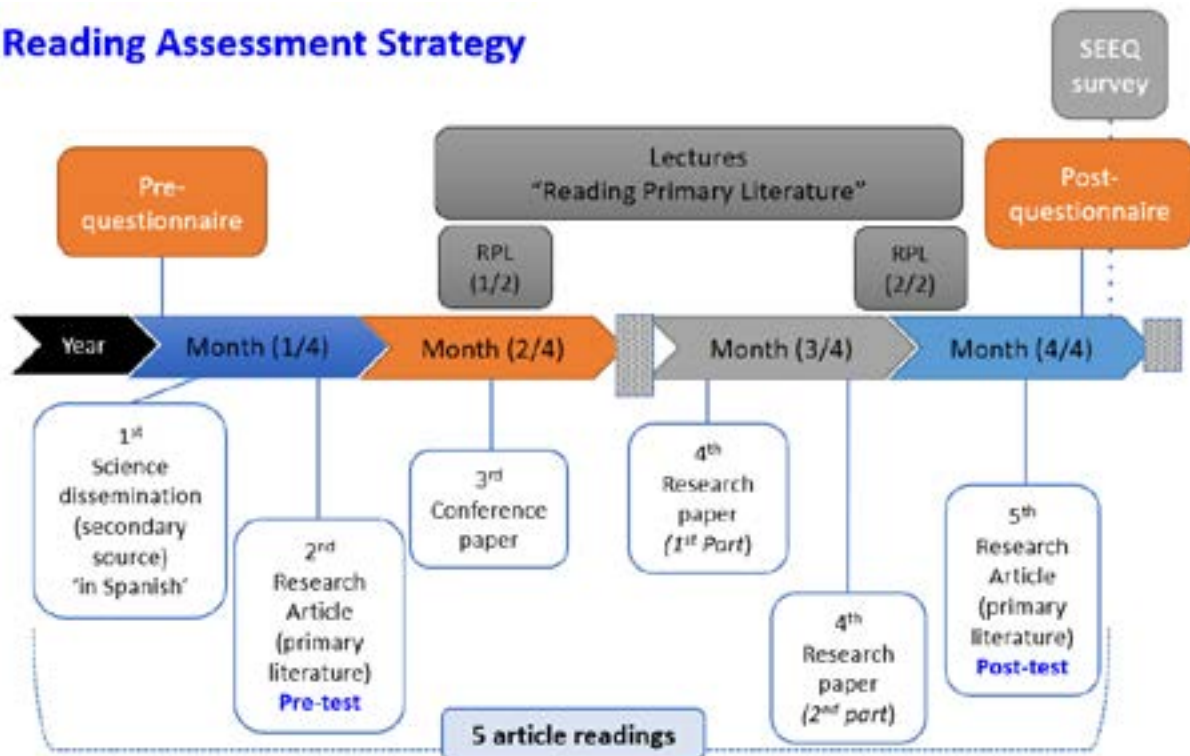 Reading Assessment Strategy
SEEQ
survey
Pre-
questionnaire
Lectures
"Reading Primary Literature"
Post-
questionnaire
RPL
(1/2)
RPL
(2/2)
Year
Month (1/4)
Month (2/4)
Month (3/4)
Month (4/4)
1st
Science
dissemination
(secondary
source)
'in Spanish'
2nd
Research
Article
(primary
literature)
Pre-test
3rd
Conference
paper
4th
Research
paper
(1st Part)
4th
Research
paper
(2nd part)
5th
Research
Article
(primary
literature)
Post-test
5 article readings